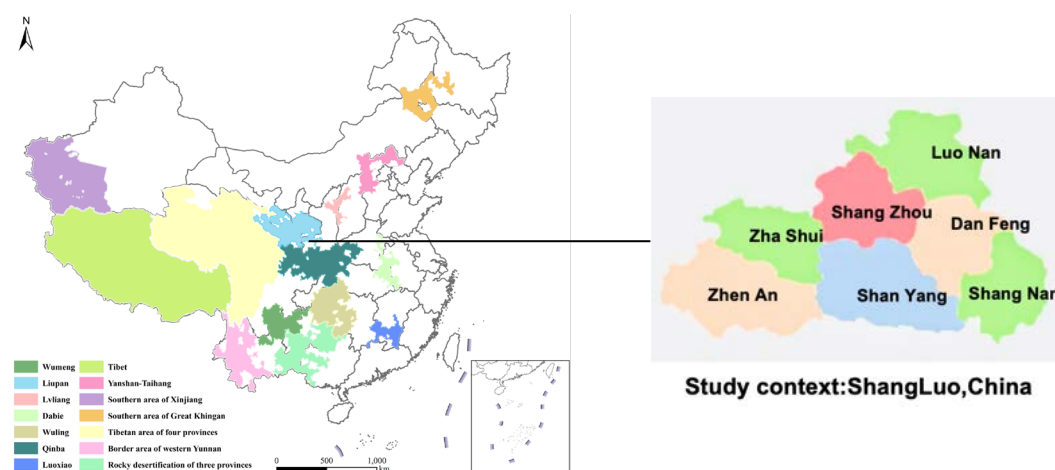 N
Wumeng
Tibet
Liupan
Yanshan-Taihang
Lvliang
Southern area of Xinjiang
Dabie
Southern area of Great Khingan
Wuling
Tibetan area of four provinces
Qinba
Border area of western Yunnan
Luoxiao
Rocky desertification of three provinces
0 500 1,000
km
Luo Nan
Shang Zhou
Dan Feng
Zha Shui
Zhen An
Shan Yang
Shang Nan
Study context:ShangLuo,China